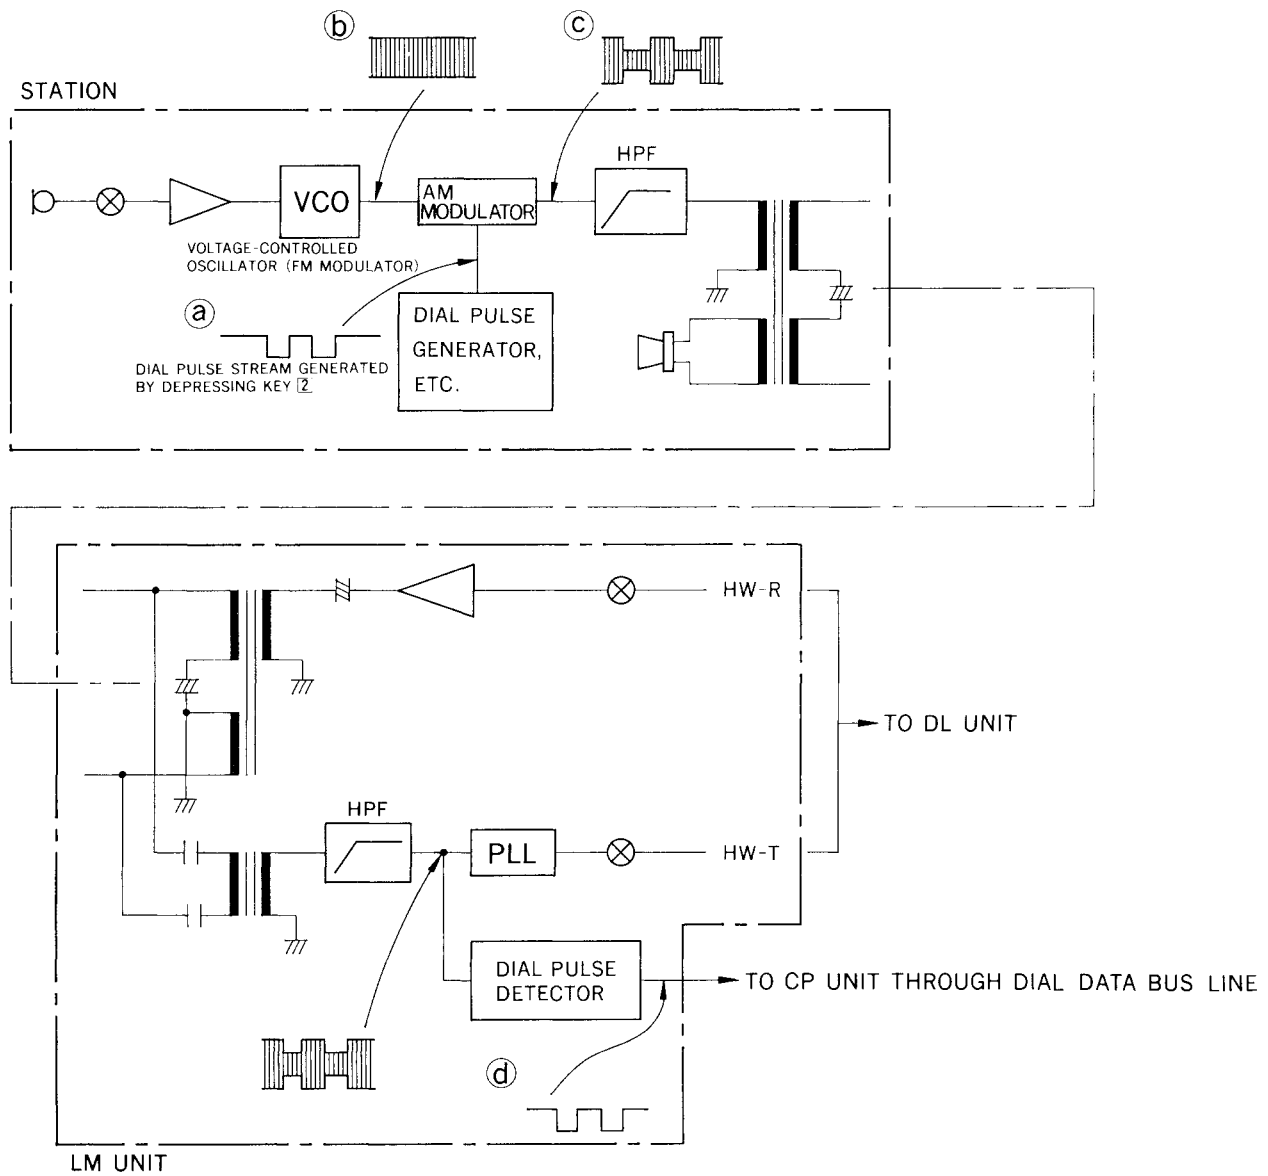 ⓑ
ⓒ
STATION
HPF
VCO
AM
MODULATOR
VOLTAGE-CONTROLLED
OSCILLATOR (FM MODULATOR)
ⓐ
DIAL PULSE STREAM GENERATED
BY DEPRESSING KEY 2
DIAL PULSE
GENERATOR,
ETC.
HW-R
TO DL UNIT
HPF
PLL
HW-T
DIAL PULSE
DETECTOR
TO CP UNIT THROUGH DIAL DATA BUS LINE
ⓓ
LM UNIT